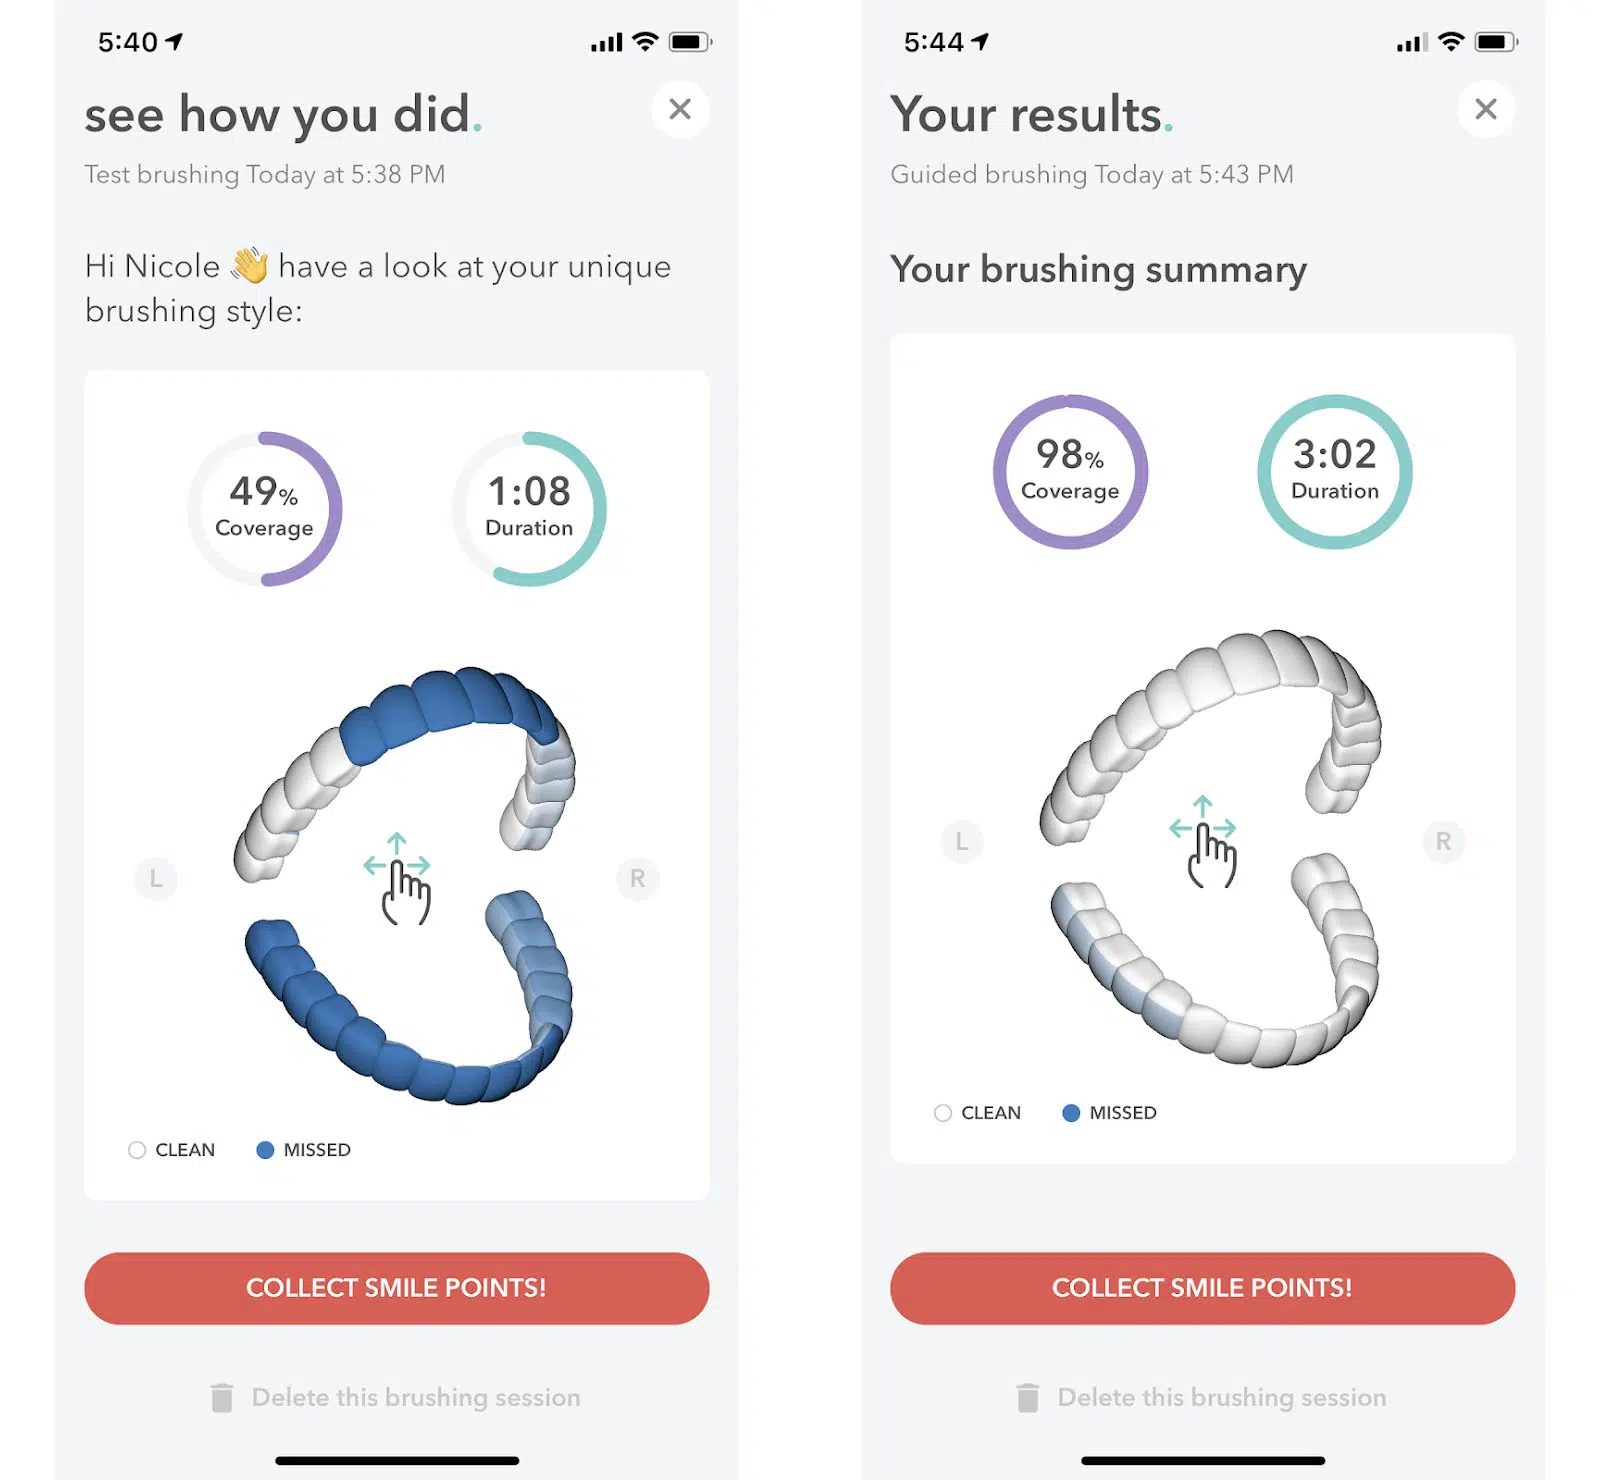 5:40
see how you did.
Test brushing Today at 5:38 PM
Hi Nicole 👋 have a look at your unique
brushing style:
49%
Coverage
1:08
Duration
L
R
CLEAN
MISSED
COLLECT SMILE POINTS!
Delete this brushing session
5:44
Your results.
Guided brushing Today at 5:43 PM
Your brushing summary
98%
Coverage
3:02
Duration
L
R
CLEAN
MISSED
COLLECT SMILE POINTS!
Delete this brushing session